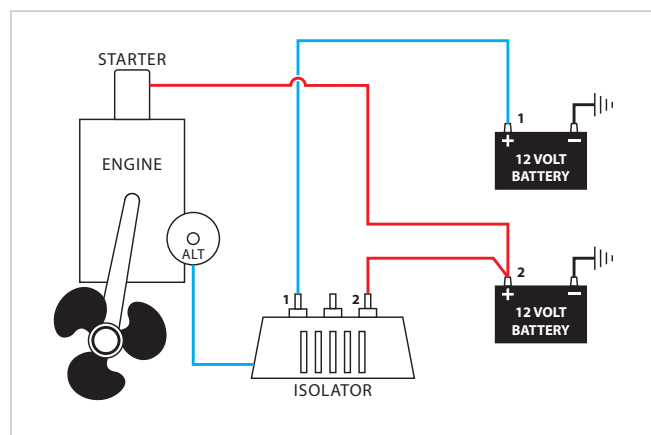 STARTER
ENGINE
ALT
1
+ −
12 VOLT
BATTERY
2
+ −
12 VOLT
BATTERY
1
2
ISOLATOR